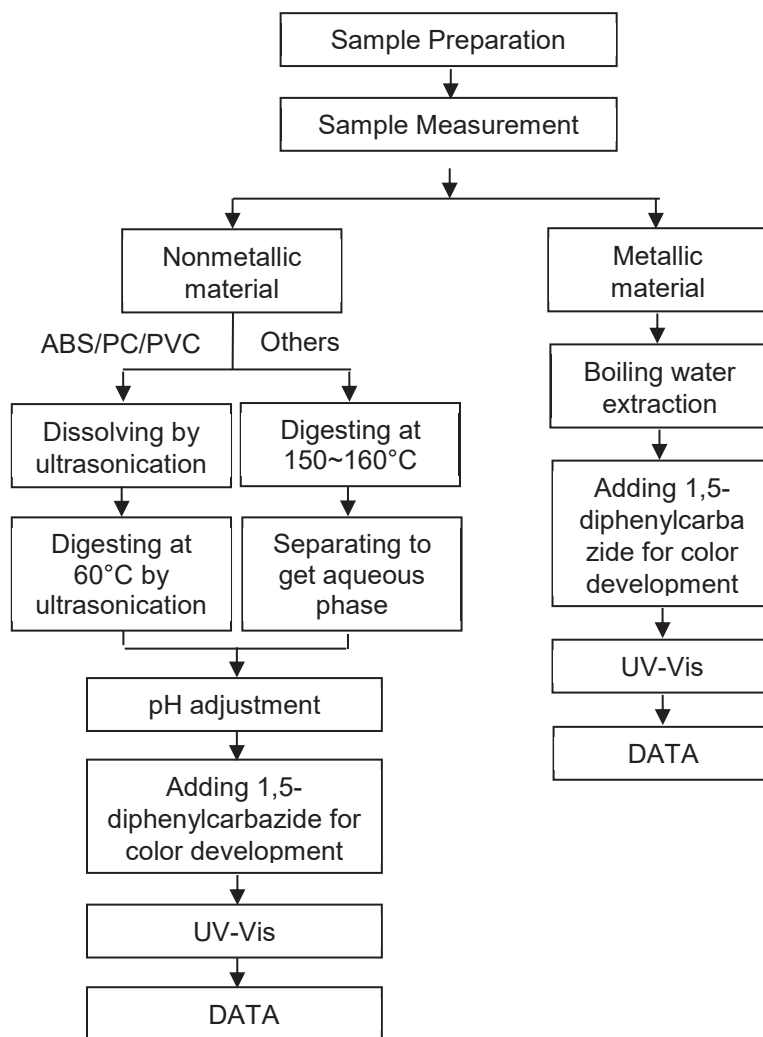 Sample Preparation
Sample Measurement
Nonmetallic
material
ABS/PC/PVC
Others
Dissolving by
ultrasonication
Digesting at
150~160°C
Digesting at
60°C by
ultrasonication
Separating to
get aqueous
phase
pH adjustment
Adding 1,5-
diphenylcarbazide for
color development
UV-Vis
DATA
Metallic
material
Boiling water
extraction
Adding 1,5-
diphenylcarba
zide for color
development
UV-Vis
DATA